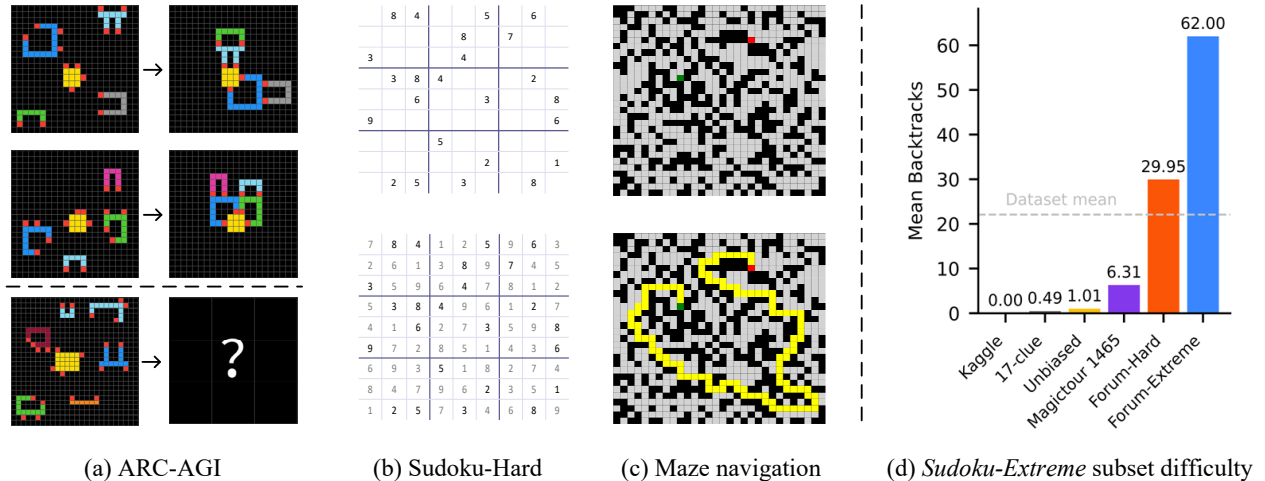 ?
(a) ARC-AGI
8 4 5 6
8 7
3 4
3 8 4 2
6 3 8
9 6
5
2 1
2 5 3 8
7 8 4 1 2 5 9 6 3
2 6 1 3 8 9 7 4 5
3 5 9 6 4 7 8 1 2
5 3 8 4 9 6 1 2 7
4 1 6 2 7 3 5 9 8
9 7 2 8 5 1 4 3 6
6 9 3 5 1 8 2 7 4
8 4 7 9 6 2 3 5 1
1 2 5 7 3 4 6 8 9
(b) Sudoku-Hard
(c) Maze navigation
Mean Backtracks
60
50
40
30
20
10
0
Dataset mean
0.00
0.49
1.01
6.31
29.95
62.00
Kaggle
17-clue
Unbiased
Magictour 1465
Forum-Hard
Forum-Extreme
(d) Sudoku-Extreme subset difficulty